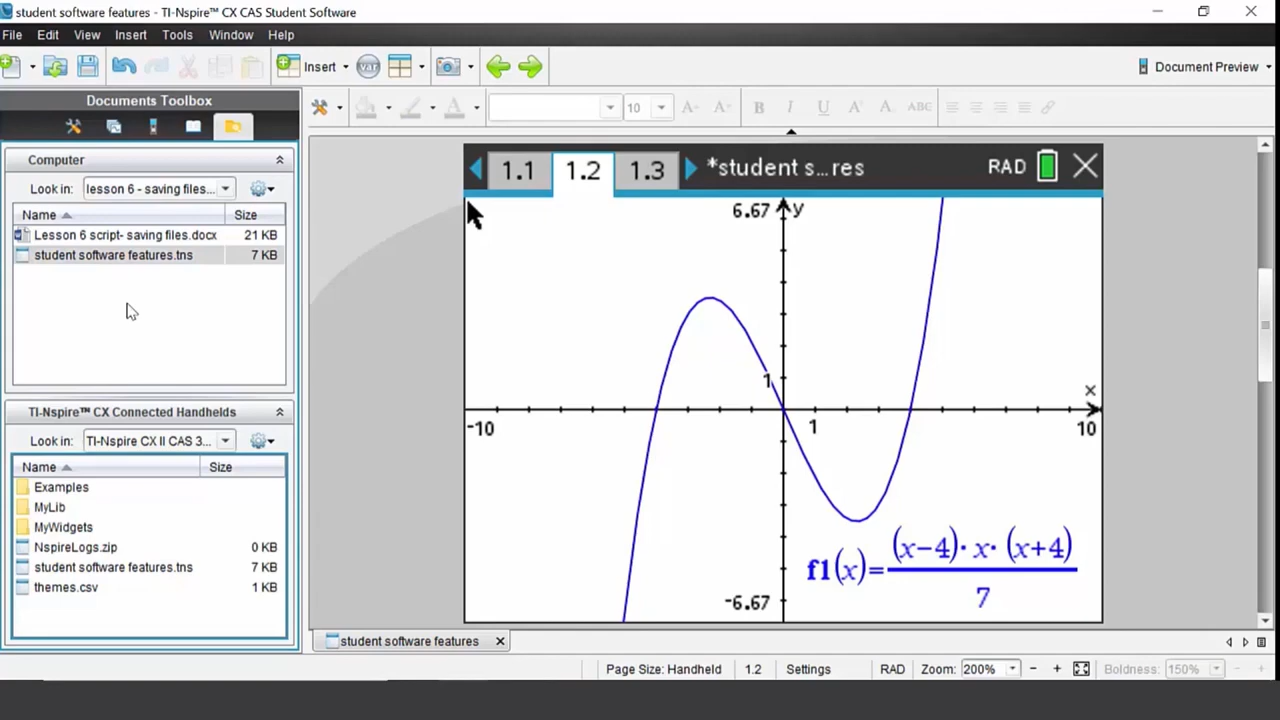 student software features - TI-Nspire™ CX CAS Student Software
File Edit View Insert Tools Window Help
Insert var Document Preview
Documents Toolbox
10 A- A+ B I U A A ABC
Computer
Look in: lesson 6 - saving files...
Name Size
Lesson 6 script- saving files.docx 21 KB
student software features.tns 7 KB
TI-Nspire™ CX Connected Handhelds
Look in: TI-Nspire CX II CAS 3...
Name Size
Examples
MyLib
MyWidgets
NspireLogs.zip 0 KB
student software features.tns 7 KB
themes.csv 1 KB
1.1 1.2 1.3 *student s...res RAD
6.67 y
1
x
-10 1 10
f1(x)=(x-4)·x·(x+4)
7
-6.67
student software features
Page Size: Handheld 1.2 Settings RAD Zoom: 200% Boldness: 150%